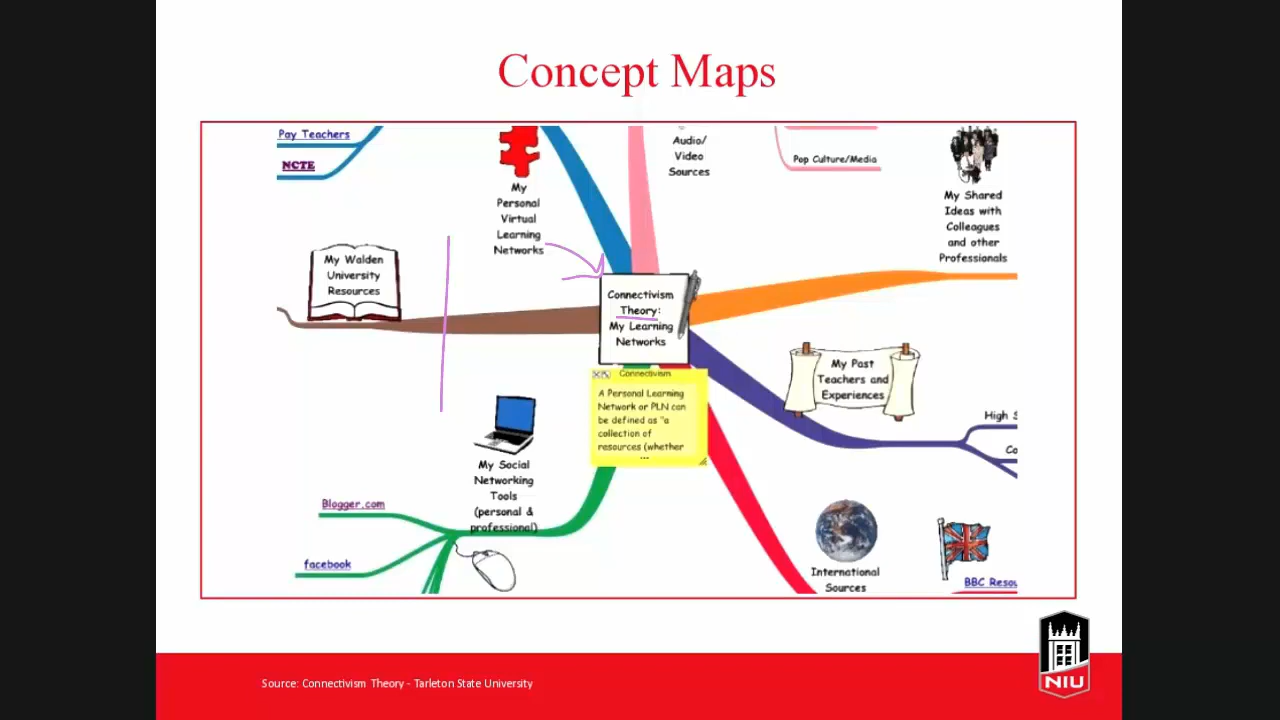 Concept Maps
Pay Teachers
NCTE
My
Personal
Virtual
Learning
Networks
Audio/
Video
Sources
Pop Culture/Media
My Shared
Ideas with
Colleagues
and other
Professionals
My Walden
University
Resources
Connectivism
Theory:
My Learning
Networks
Connectivism
A Personal Learning
Network or PLN can
be defined as "a
collection of
resources (whether
...
My Past
Teachers and
Experiences
High
Co
My Social
Networking
Tools
(personal &
professional)
Blogger.com
facebook
International
Sources
BBC
Source: Connectivism Theory - Tarleton State University
NIU